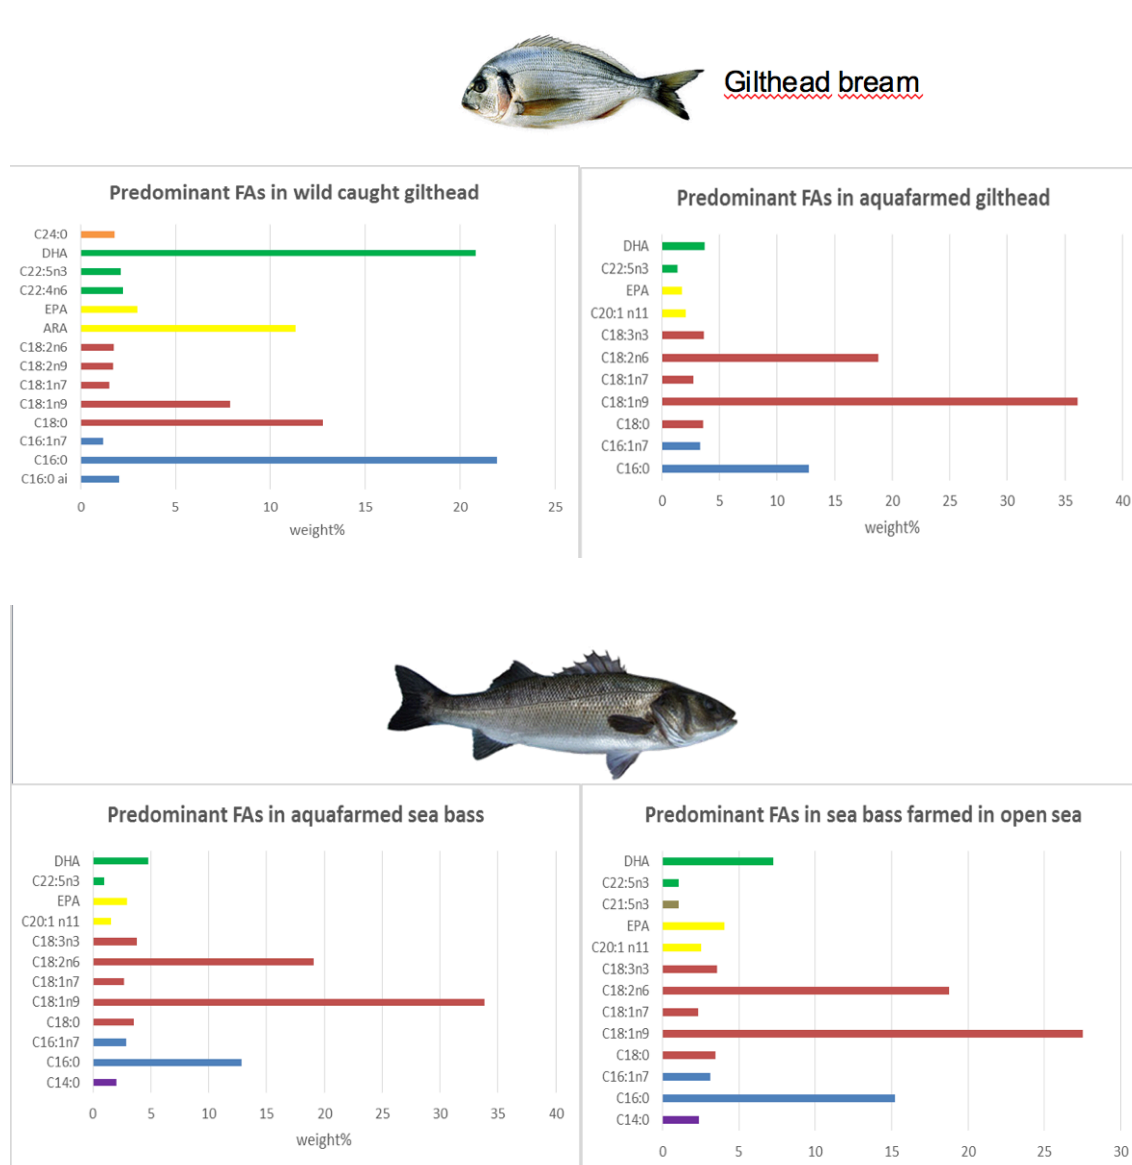 Gilthead bream
Predominant FAs in wild caught gilthead
C24:0
DHA
C22:5n3
C22:4n6
EPA
ARA
C18:2n6
C18:2n9
C18:1n7
C18:1n9
C18:0
C16:1n7
C16:0
C16:0 ai
0 5 10 15 20 25
weight%
Predominant FAs in aquafarmed gilthead
DHA
C22:5n3
EPA
C20:1 n11
C18:3n3
C18:2n6
C18:1n7
C18:1n9
C18:0
C16:1n7
C16:0
0 5 10 15 20 25 30 35 40
weight%
Predominant FAs in aquafarmed sea bass
DHA
C22:5n3
EPA
C20:1 n11
C18:3n3
C18:2n6
C18:1n7
C18:1n9
C18:0
C16:1n7
C16:0
C14:0
0 5 10 15 20 25 30 35 40
weight%
Predominant FAs in sea bass farmed in open sea
DHA
C22:5n3
C21:5n3
EPA
C20:1 n11
C18:3n3
C18:2n6
C18:1n7
C18:1n9
C18:0
C16:1n7
C16:0
C14:0
0 5 10 15 20 25 30